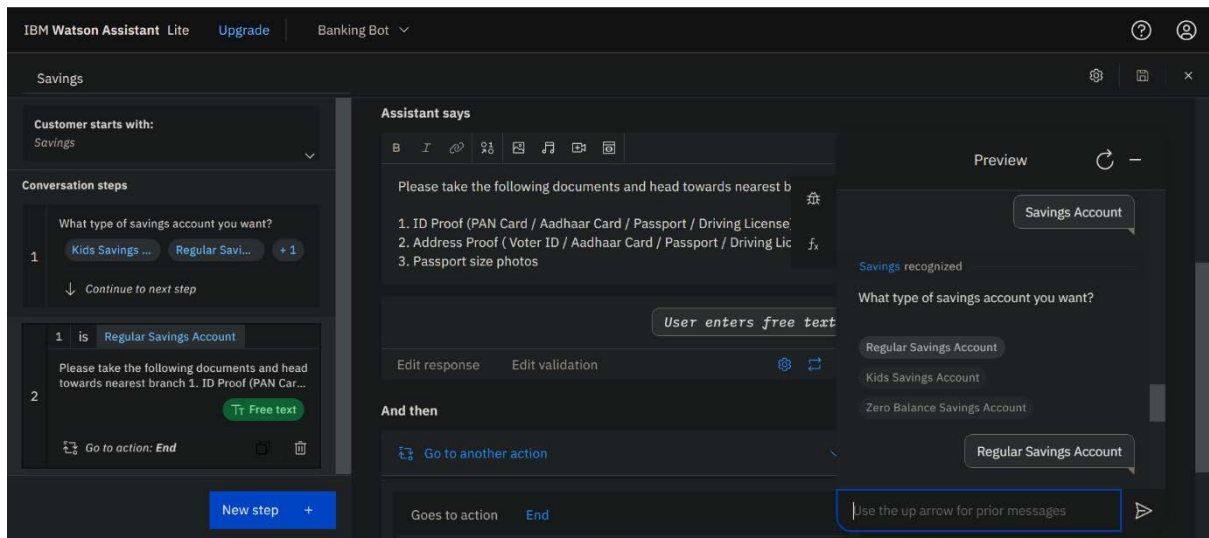 IBM Watson Assistant Lite Upgrade Banking Bot
Savings
Customer starts with:
Savings
Conversation steps
1
What type of savings account you want?
Kids Savings ... Regular Savi... + 1
Continue to next step
2
1 is Regular Savings Account
Please take the following documents and head
towards nearest branch 1. ID Proof (PAN Car...
Free text
Go to action: End
New step +
Assistant says
B I
Please take the following documents and head towards nearest b
1. ID Proof (PAN Card / Aadhaar Card / Passport / Driving License)
2. Address Proof ( Voter ID / Aadhaar Card / Passport / Driving Lic
3. Passport size photos
User enters free text
Edit response Edit validation
And then
Go to another action
Goes to action End
fx
Preview
Savings Account
Savings recognized
What type of savings account you want?
Regular Savings Account
Kids Savings Account
Zero Balance Savings Account
Regular Savings Account
Use the up arrow for prior messages